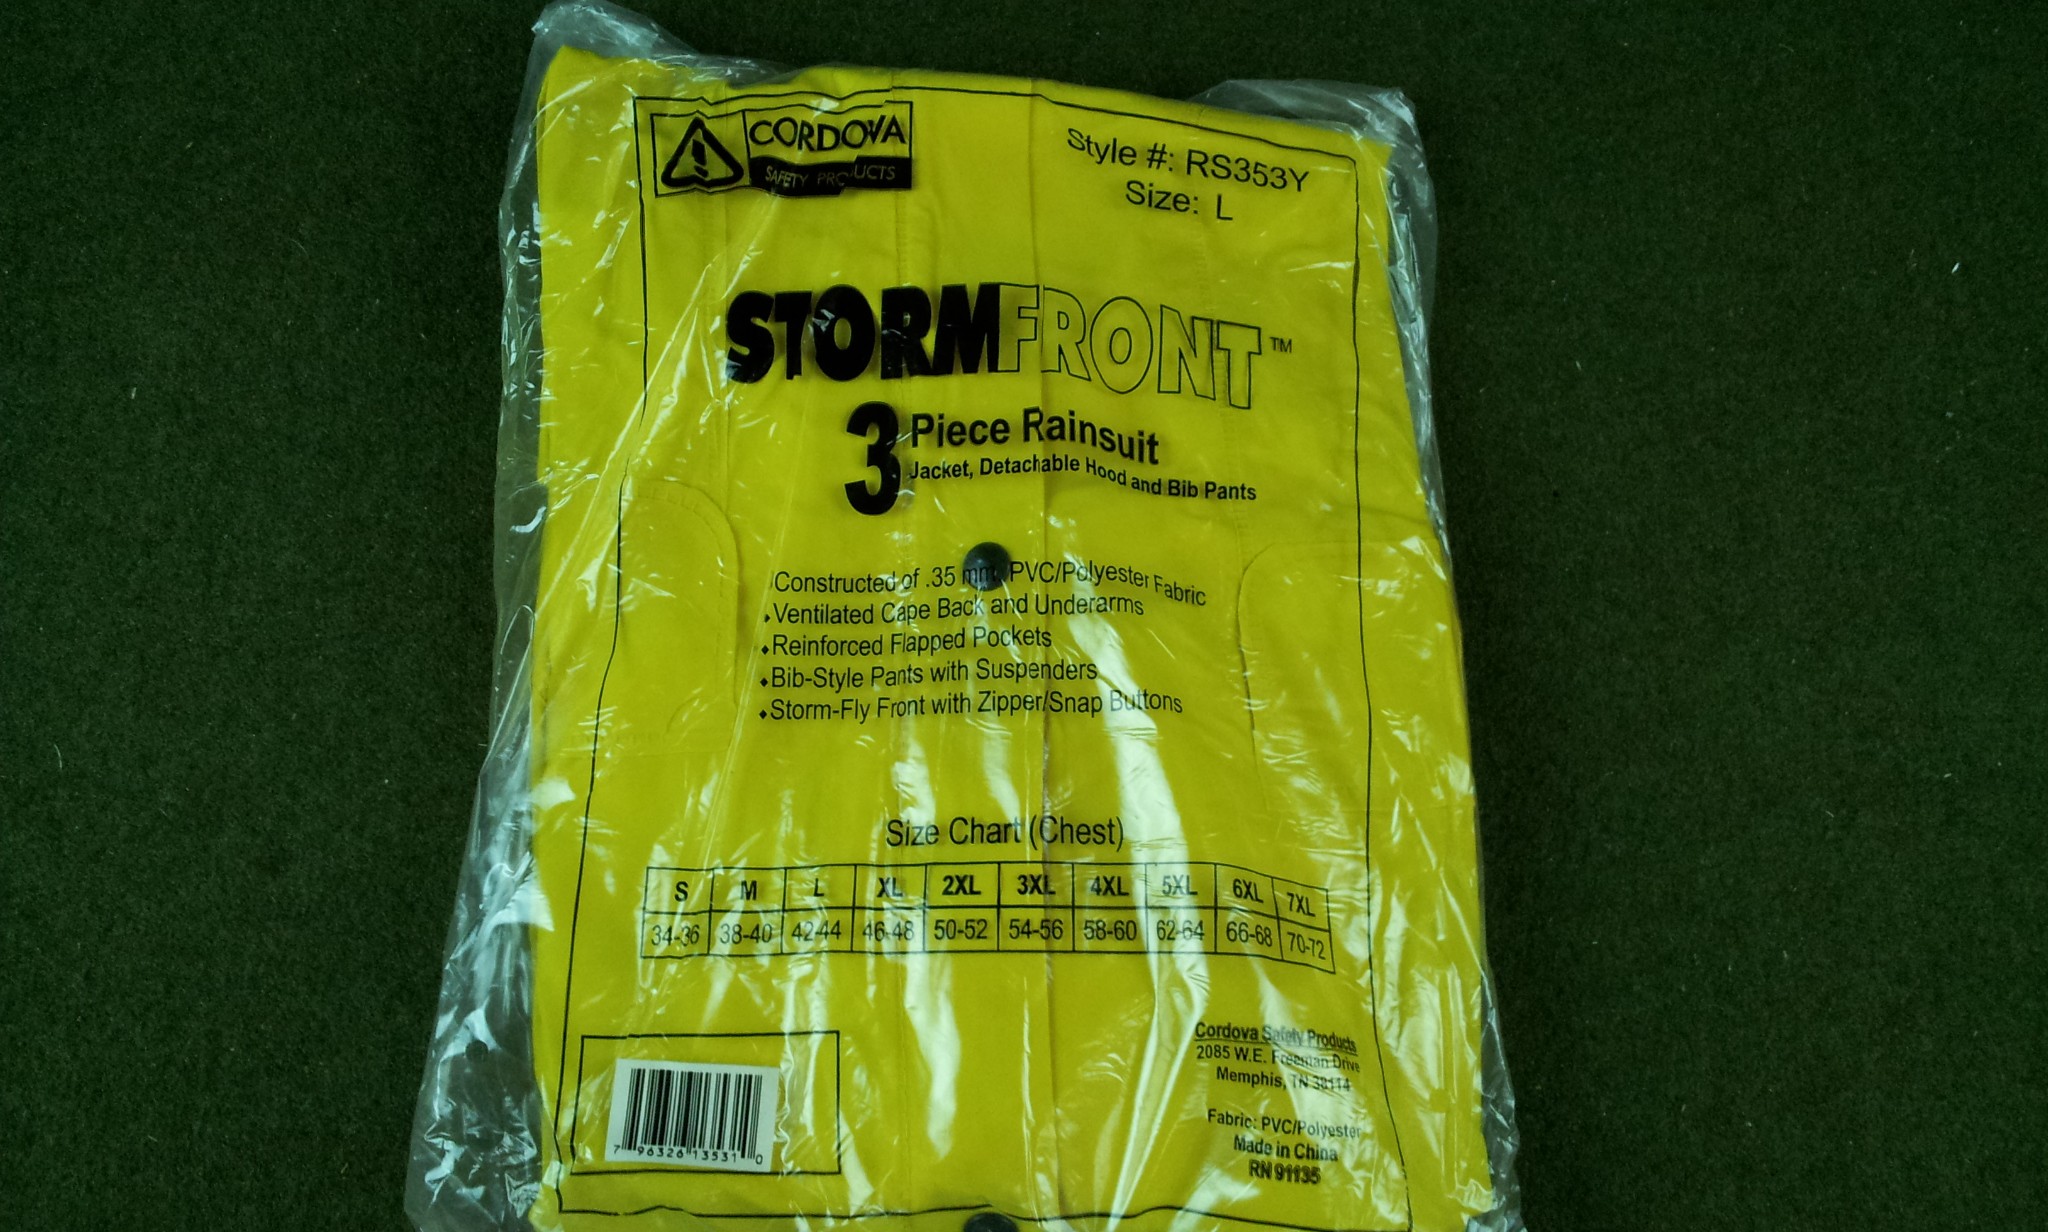 CORDOVA
SAFETY PRODUCTS
Style #: RS353Y
Size: L
STORMFRONT™
3 Piece Rainsuit
Jacket, Detachable Hood and Bib Pants
Constructed of .35 mm PVC/Polyester Fabric
⬩Ventilated Cape Back and Underarms
⬩Reinforced Flapped Pockets
⬩Bib-Style Pants with Suspenders
⬩Storm-Fly Front with Zipper/Snap Buttons
Size Chart (Chest)
S M L XL 2XL 3XL 4XL 5XL 6XL 7XL
34-36 38-40 42-44 46-48 50-52 54-56 58-60 62-64 66-68 70-72
7 96326 13531 0
Cordova Safety Products
2085 W.E. Freeman Drive
Memphis, TN 38114
Fabric: PVC/Polyester
Made in China
RN 91135